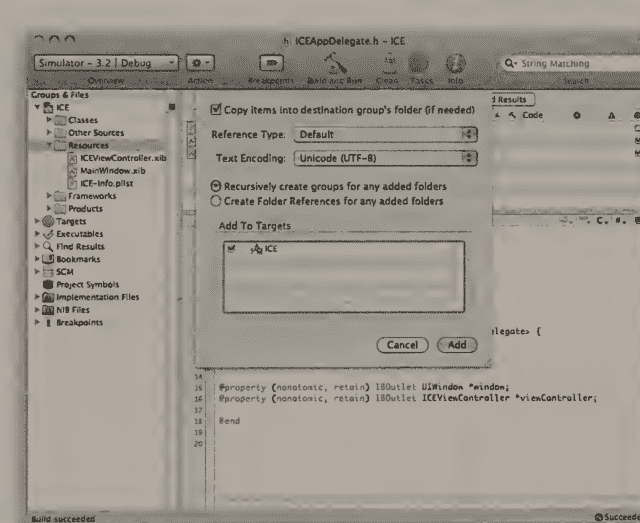 ICEAppDelegate.h - ICE
Simulator - 3.2 | Debug
String Matching
Overview
Action
Breakpoints
Build and Run
Clean
Tasks
Info
Search
Groups & Files
ICE
Classes
Other Sources
Resources
ICEViewController.xib
MainWindow.xib
ICE-Info.plist
Frameworks
Products
Targets
Executables
Find Results
Bookmarks
SCM
Project Symbols
Implementation Files
NIB Files
Breakpoints
Copy items into destination group's folder (if needed)
Reference Type: Default
Text Encoding: Unicode (UTF-8)
Recursively create groups for any added folders
Create Folder References for any added folders
Add To Targets
ICE
Cancel
Add
Results
Code
elegate> {
14
15 @property (nonatomic, retain) IBOutlet UIWindow *window;
16 @property (nonatomic, retain) IBOutlet ICEViewController *viewController;
17
18 @end
19
20
Build succeeded
Succeede